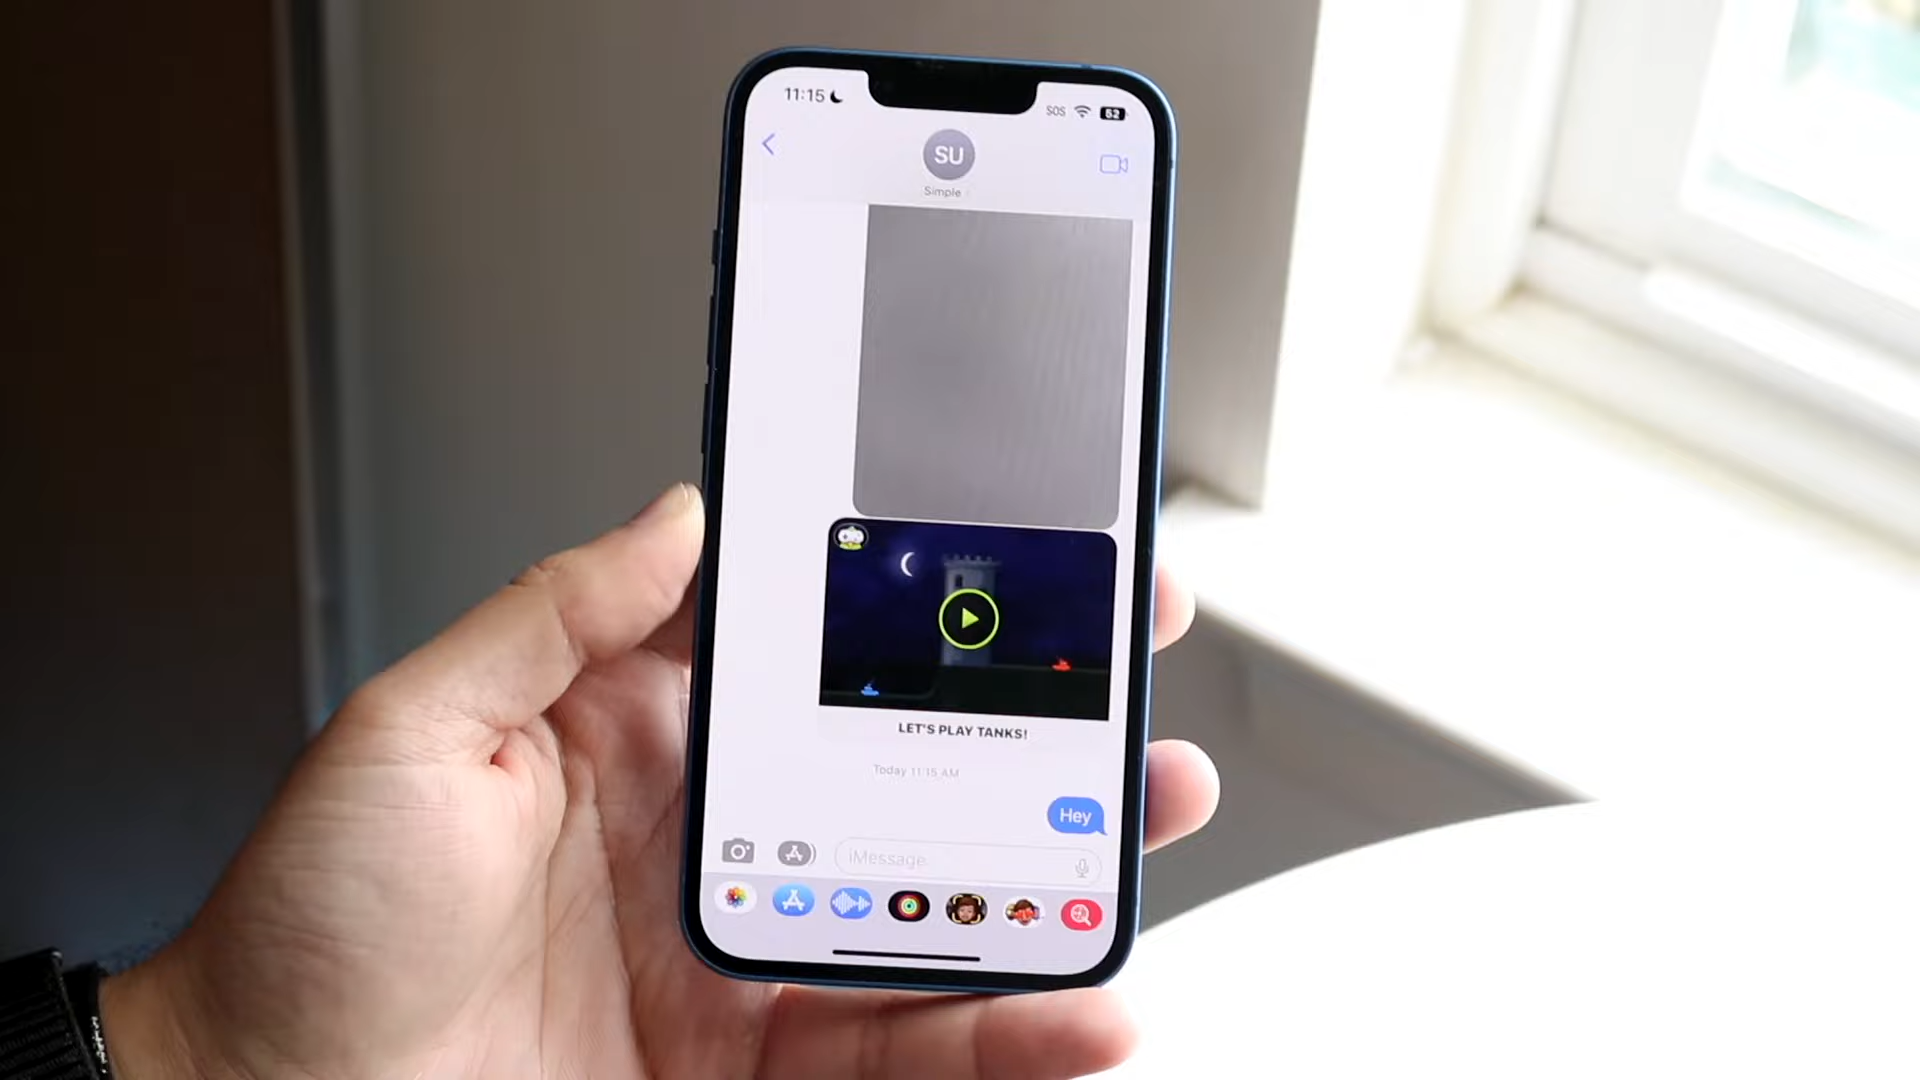 11:15
SOS
52
SU
Simple
LET'S PLAY TANKS!
Today 11:15 AM
Hey
iMessage